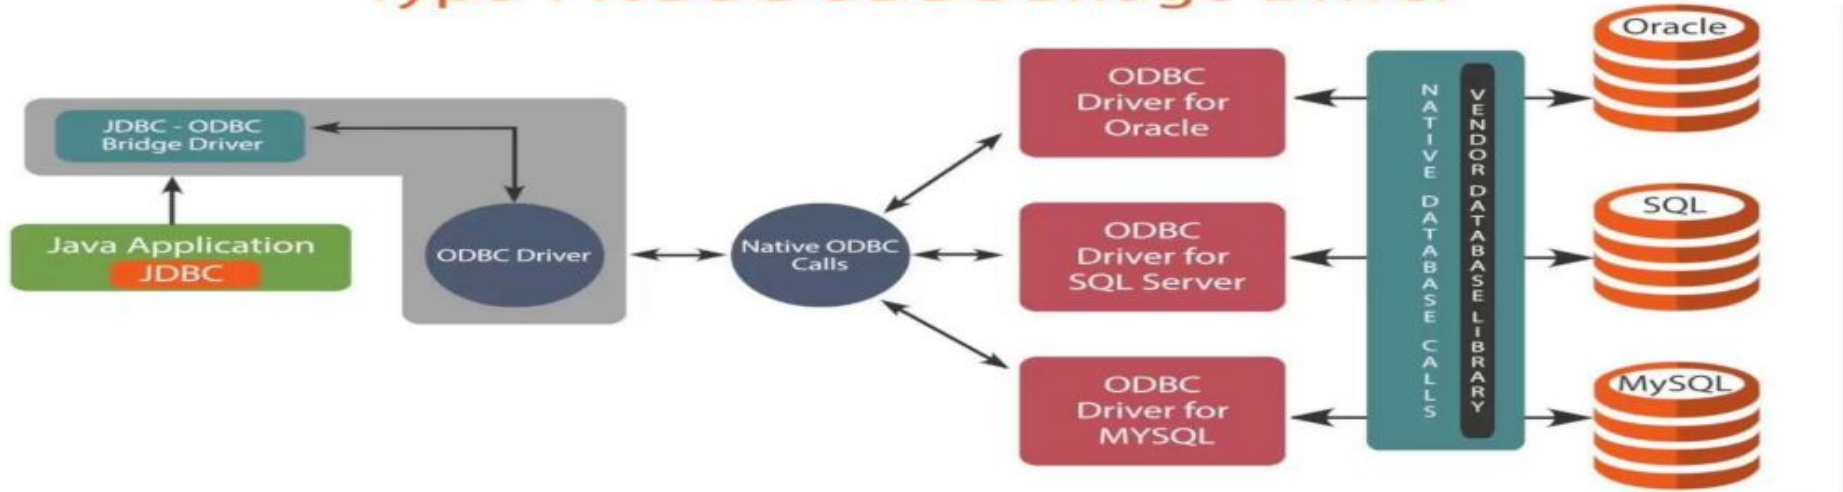 JDBC - ODBC
Bridge Driver
Java Application
JDBC
ODBC Driver
Native ODBC
Calls
ODBC
Driver for
Oracle
ODBC
Driver for
SQL Server
ODBC
Driver for
MYSQL
NATIVE DATABASE CALLS
VENDOR DATABASE LIBRARY
Oracle
SQL
MySQL